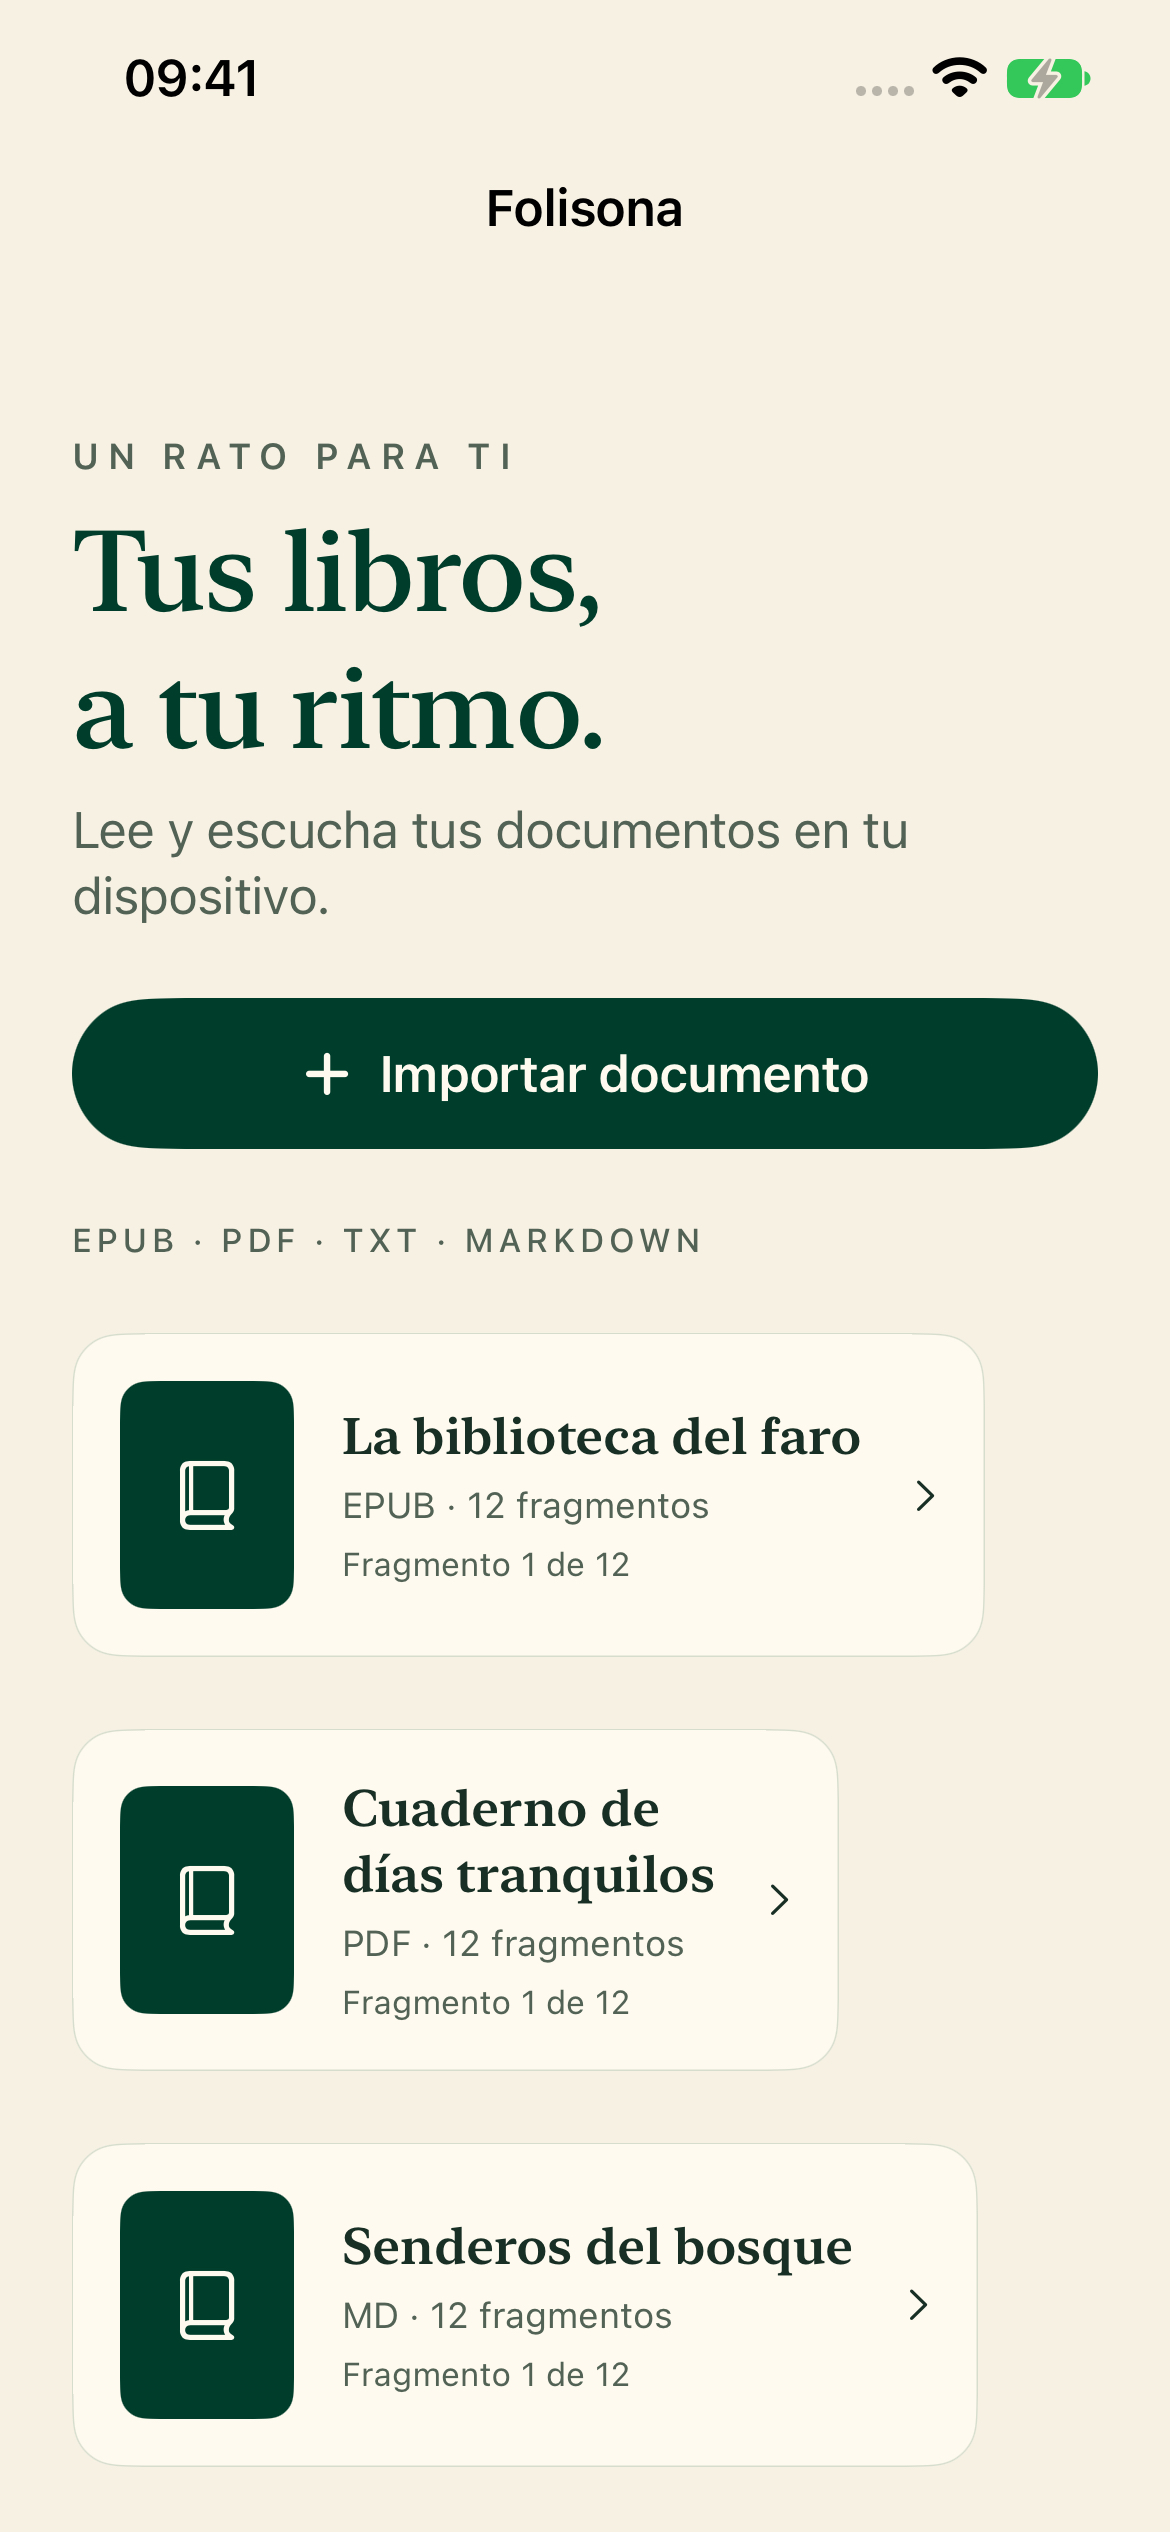 09:41
Folisona
UN RATO PARA TI
Tus libros,
a tu ritmo.
Lee y escucha tus documentos en tu
dispositivo.
+ Importar documento
EPUB · PDF · TXT · MARKDOWN
La biblioteca del faro
EPUB · 12 fragmentos
Fragmento 1 de 12
Cuaderno de
días tranquilos
PDF · 12 fragmentos
Fragmento 1 de 12
Senderos del bosque
MD · 12 fragmentos
Fragmento 1 de 12